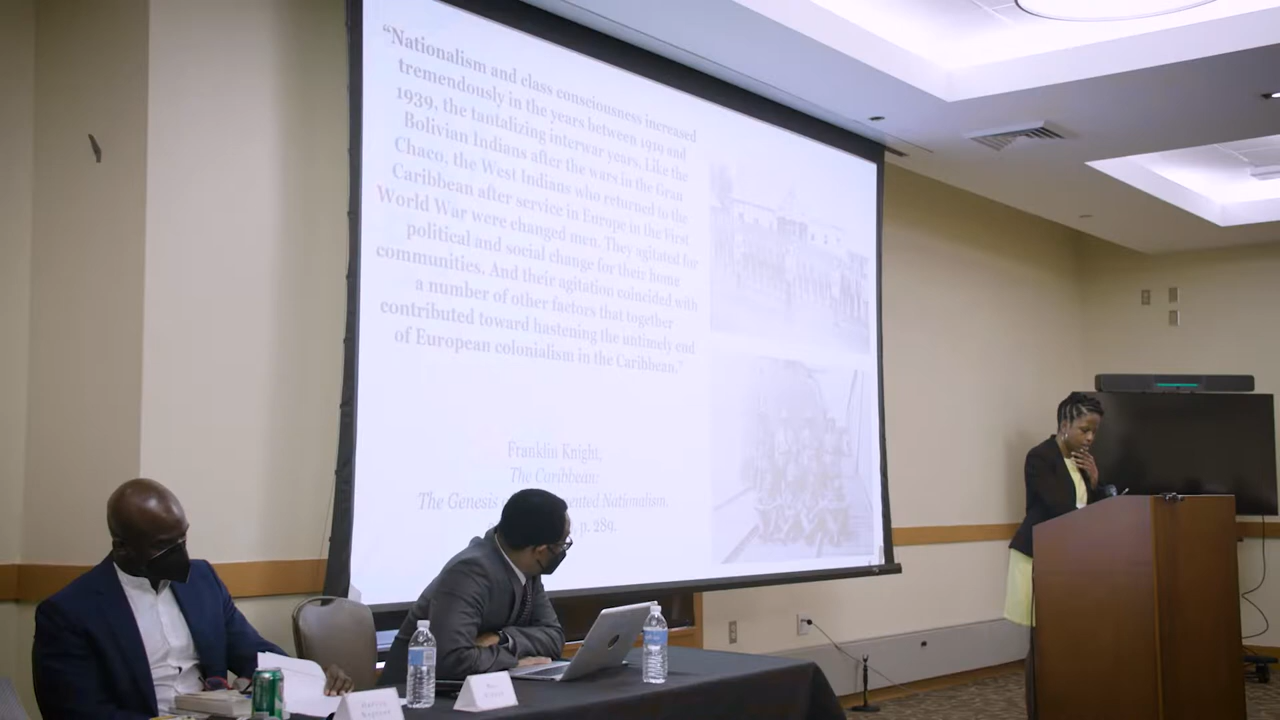 “Nationalism and class consciousness increased
tremendously in the years between 1919 and
1939, the tantalizing interwar years. Like the
Bolivian Indians after the wars in the Gran
Chaco, the West Indians who returned to the
Caribbean after service in Europe in the First
World War were changed men. They agitated for
political and social change for their home
communities. And their agitation coincided with
a number of other factors that together
contributed toward hastening the untimely end
of European colonialism in the Caribbean.”
Franklin Knight,
The Caribbean:
The Genesis Nationalism.
p. 289.